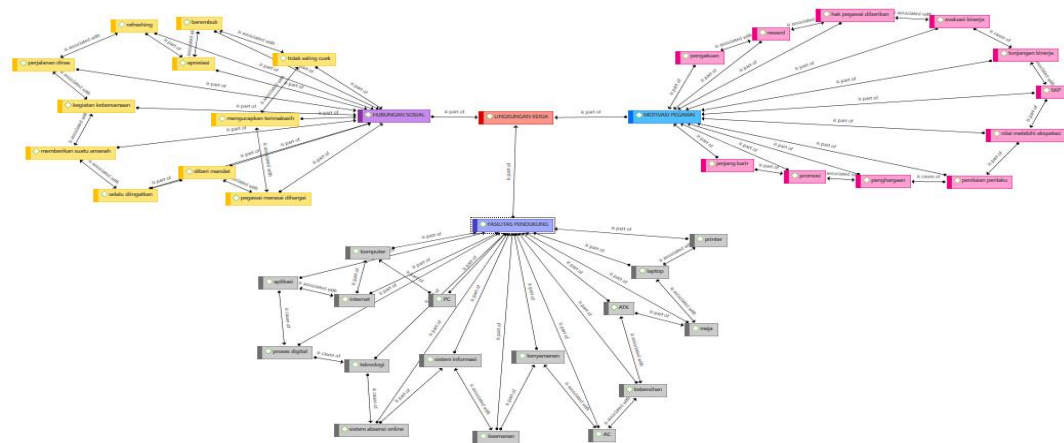 refreshing
berembuk
perjalanan dinas
apresiasi
tidak saling cuek
kegiatan kebersamaan
mengucapkan terimakasih
memberikan suatu amanah
diberi mandat
selalu diingatkan
pegawai merasa dihargai
HUBUNGAN SOSIAL
is part of
LINGKUNGAN KERJA
is part of
MOTIVASI PEGAWAI
hak pegawai diberikan
evaluasi kinerja
reward
pengakuan
tunjangan kinerja
SKP
nilai melebihi ekspetasi
jenjang karir
promosi
penghargaan
penilaian perilaku
is part of
FASILITAS PENDUKUNG
printer
komputer
laptop
aplikasi
internet
PC
ATK
meja
proses digital
teknologi
sistem informasi
kenyamanan
kebersihan
sistem absensi online
keamanan
AC
is associated with
is cause of